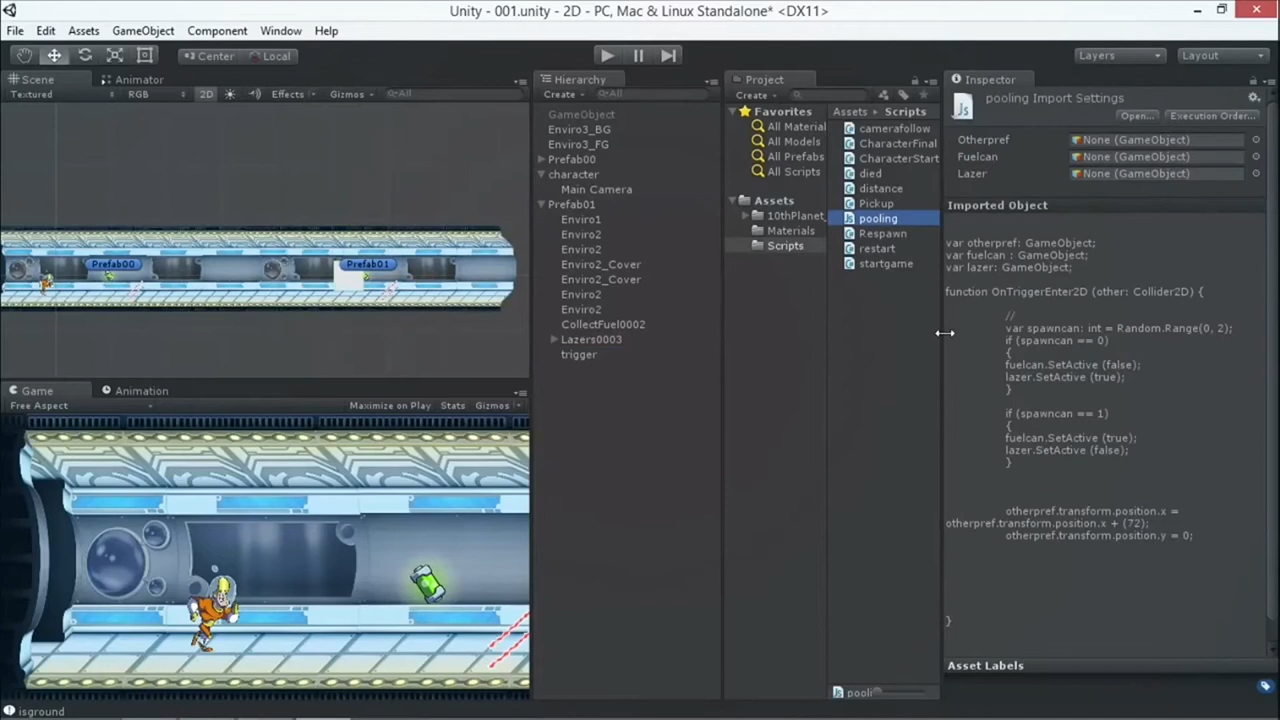 Unity - 001.unity - 2D - PC, Mac & Linux Standalone* <DX11>
File Edit Assets GameObject Component Window Help
Center Local Layers Layout
Scene Animator
Textured RGB 2D Effects Gizmos All
Prefab00 Prefab01
Game Animation
Free Aspect Maximize on Play Stats Gizmos
isground
Hierarchy
Create All
GameObject
Enviro3_BG
Enviro3_FG
Prefab00
character
Main Camera
Prefab01
Enviro1
Enviro2
Enviro2
Enviro2_Cover
Enviro2_Cover
Enviro2
Enviro2
CollectFuel0002
Lazers0003
trigger
Project
Create
Favorites
All Material
All Models
All Prefabs
All Scripts
Assets
10thPlanet_
Materials
Scripts
Assets Scripts
camerafollow
CharacterFinal
CharacterStart
died
distance
Pickup
pooling
Respawn
restart
startgame
pooli
Inspector
pooling Import Settings
Open... Execution Order...
Otherpref None (GameObject)
Fuelcan None (GameObject)
Lazer None (GameObject)
Imported Object
var otherpref: GameObject;
var fuelcan : GameObject;
var lazer: GameObject;
function OnTriggerEnter2D (other: Collider2D) {
//
var spawncan: int = Random.Range(0, 2);
if (spawncan == 0)
{
fuelcan.SetActive (false);
lazer.SetActive (true);
}
if (spawncan == 1)
{
fuelcan.SetActive (true);
lazer.SetActive (false);
}
otherpref.transform.position.x =
otherpref.transform.position.x + (72);
otherpref.transform.position.y = 0;
}
Asset Labels